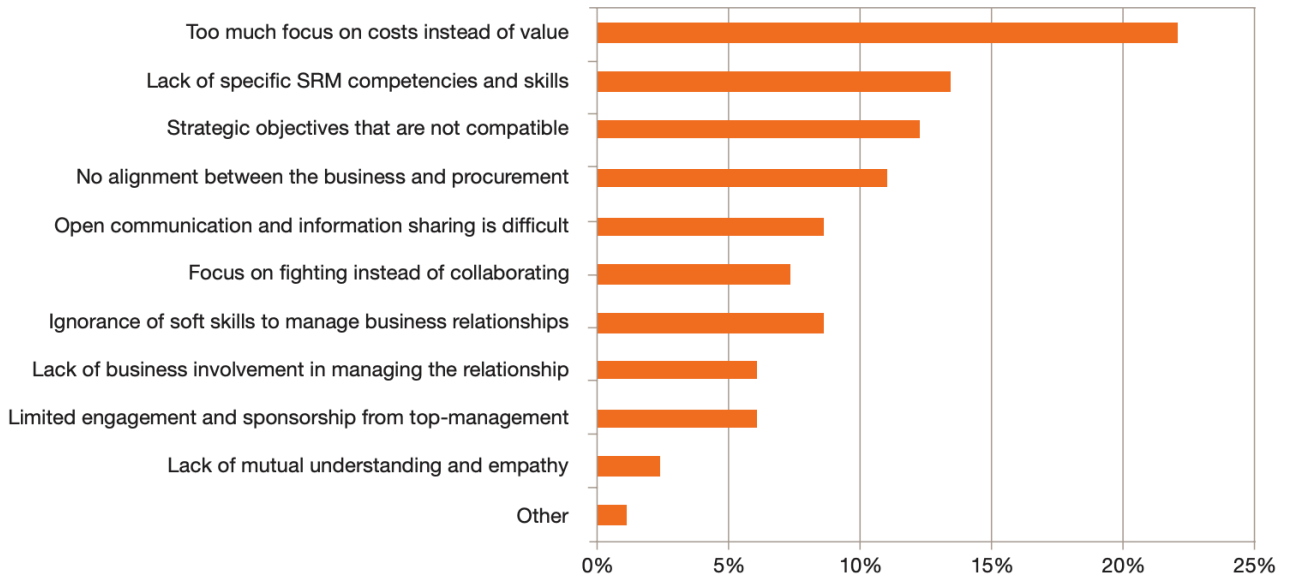 Too much focus on costs instead of value
Lack of specific SRM competencies and skills
Strategic objectives that are not compatible
No alignment between the business and procurement
Open communication and information sharing is difficult
Focus on fighting instead of collaborating
Ignorance of soft skills to manage business relationships
Lack of business involvement in managing the relationship
Limited engagement and sponsorship from top-management
Lack of mutual understanding and empathy
Other
0% 5% 10% 15% 20% 25%